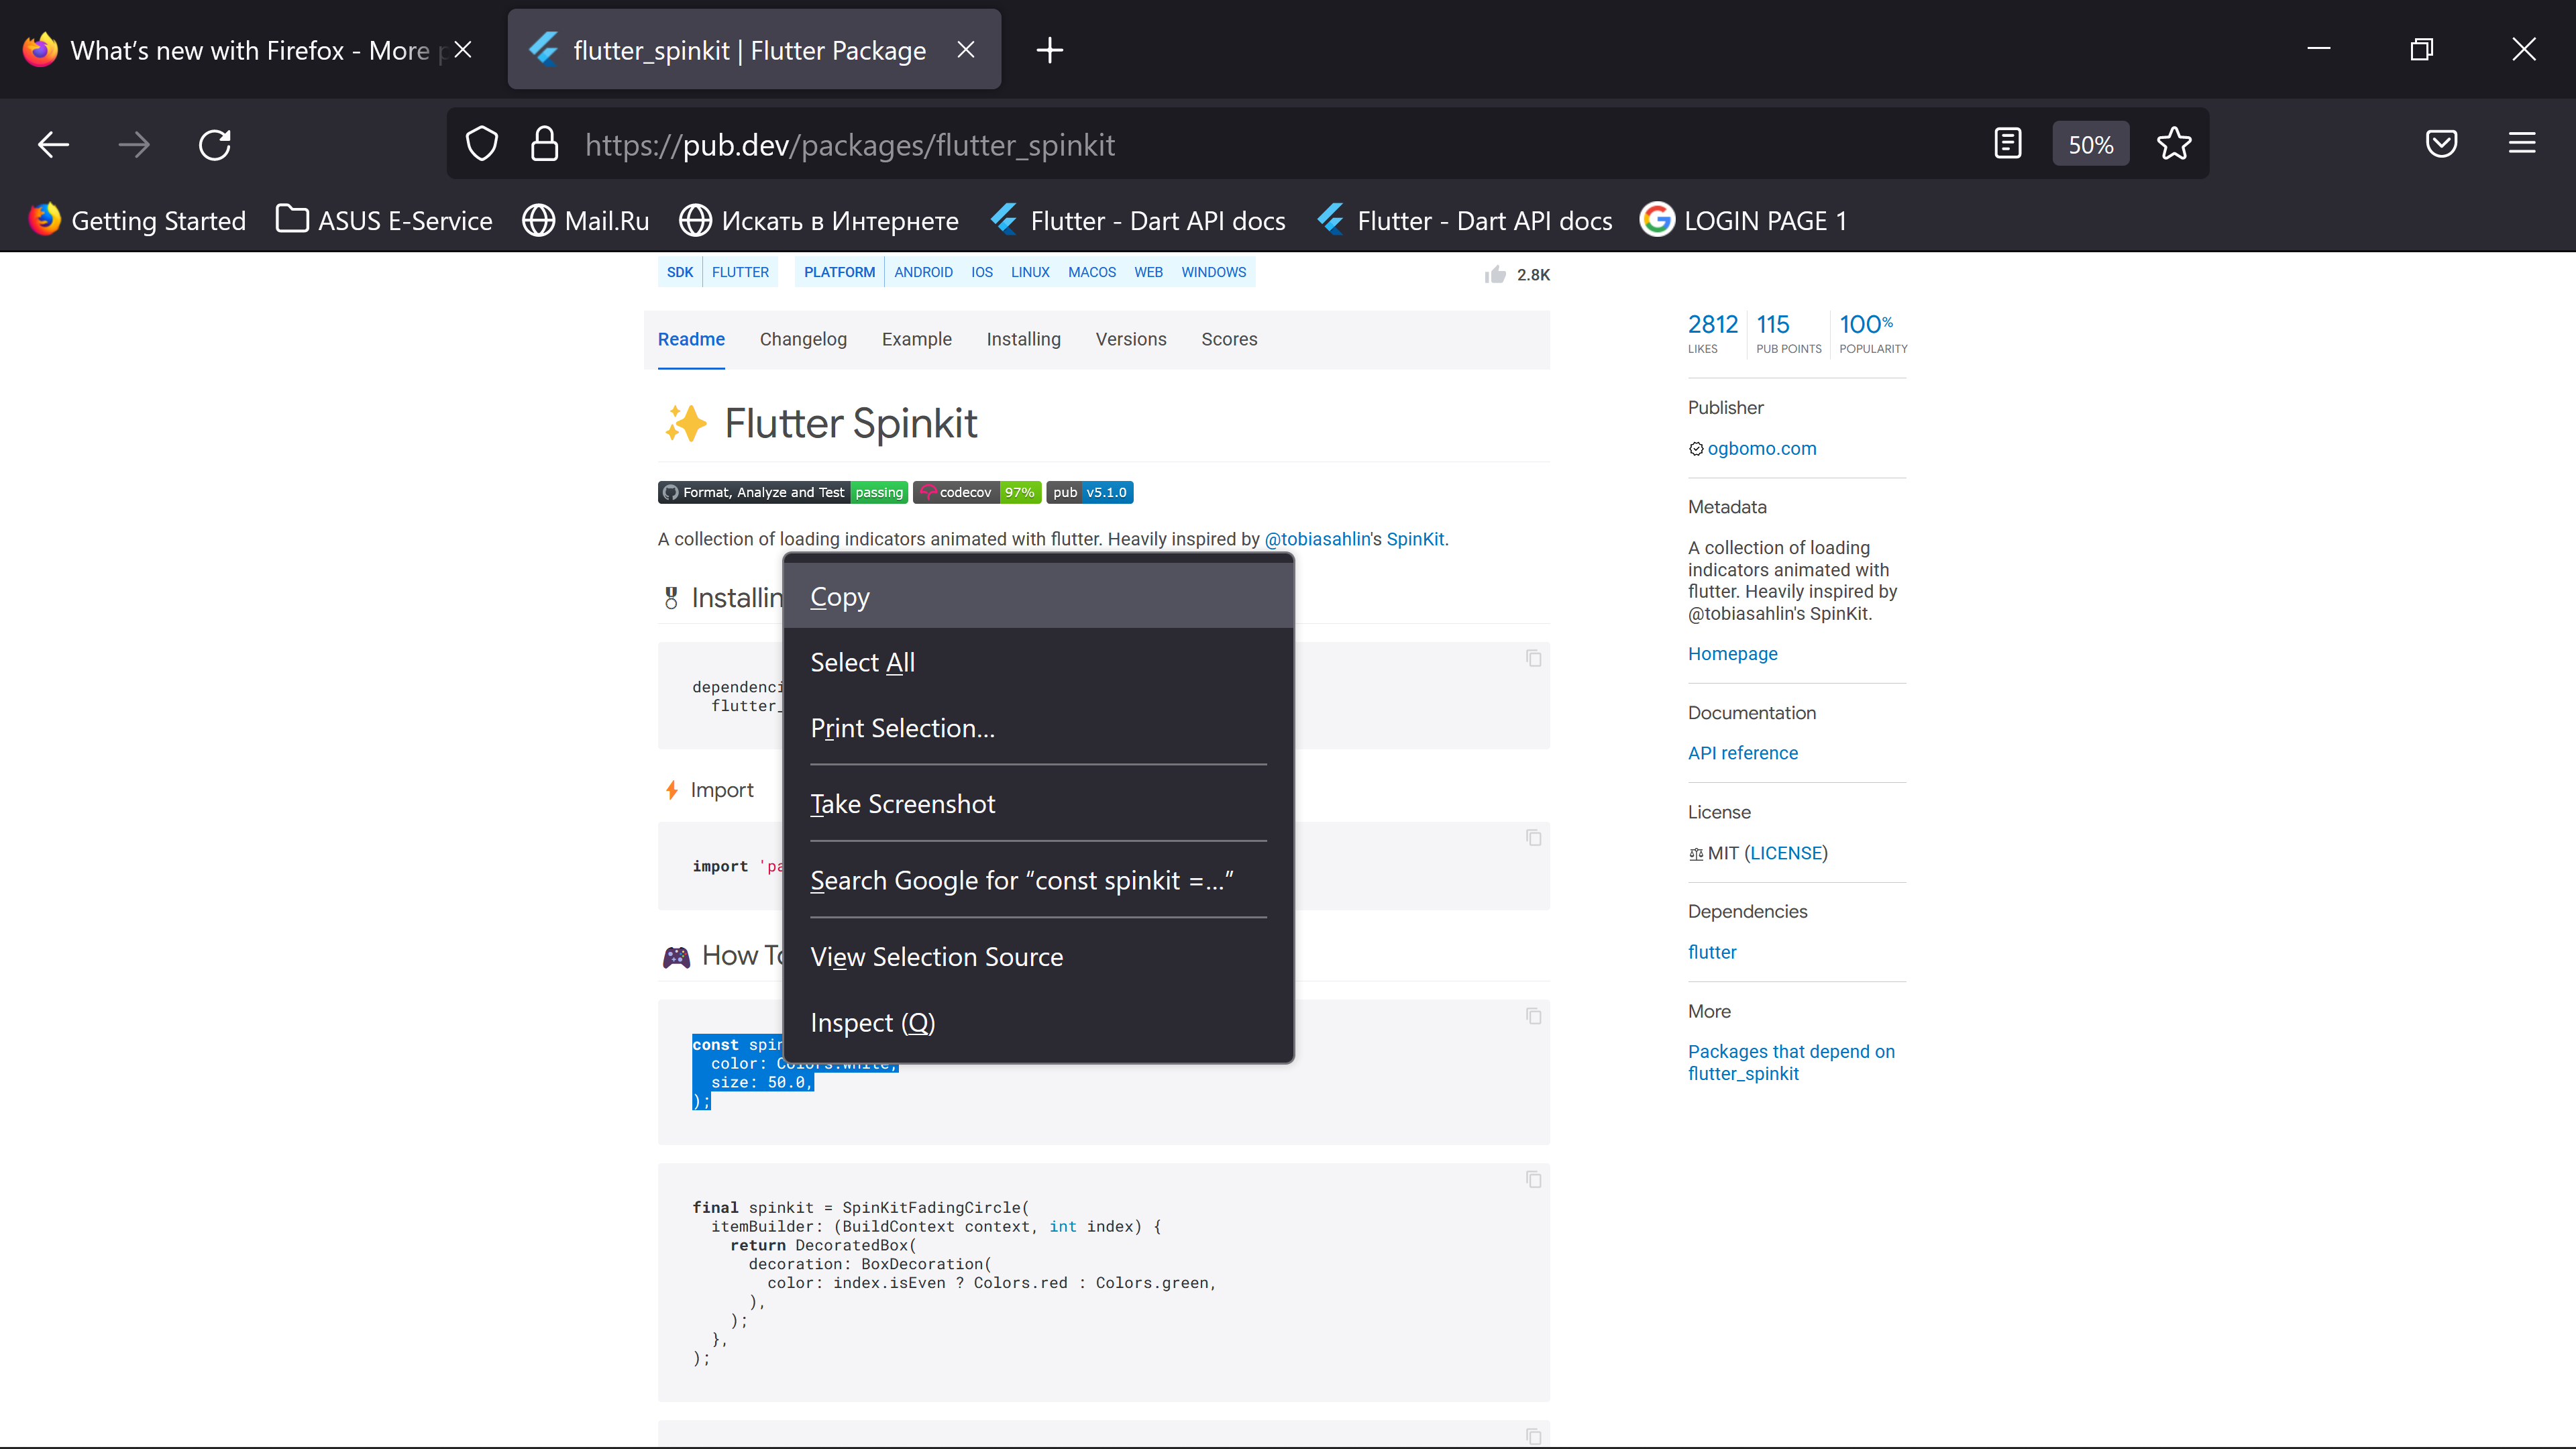 What's new with Firefox - More
flutter_spinkit | Flutter Package
https://pub.dev/packages/flutter_spinkit
50%
Getting Started
ASUS E-Service
Mail.Ru
Искать в Интернете
Flutter - Dart API docs
Flutter - Dart API docs
LOGIN PAGE 1
SDK FLUTTER PLATFORM ANDROID IOS LINUX MACOS WEB WINDOWS
2.8K
Readme Changelog Example Installing Versions Scores
Flutter Spinkit
Format, Analyze and Test passing codecov 97% pub v5.1.0
A collection of loading indicators animated with flutter. Heavily inspired by @tobiasahlin's SpinKit.
Installin
dependenci
flutter_
Import
import 'pa
How To
const spin
color: Colors.white,
size: 50.0,
);
Copy
Select All
Print Selection...
Take Screenshot
Search Google for “const spinkit =...”
View Selection Source
Inspect (Q)
final spinkit = SpinKitFadingCircle(
itemBuilder: (BuildContext context, int index) {
return DecoratedBox(
decoration: BoxDecoration(
color: index.isEven ? Colors.red : Colors.green,
),
);
},
);
2812 115 100%
LIKES PUB POINTS POPULARITY
Publisher
ogbomo.com
Metadata
A collection of loading
indicators animated with
flutter. Heavily inspired by
@tobiasahlin's SpinKit.
Homepage
Documentation
API reference
License
MIT (LICENSE)
Dependencies
flutter
More
Packages that depend on
flutter_spinkit